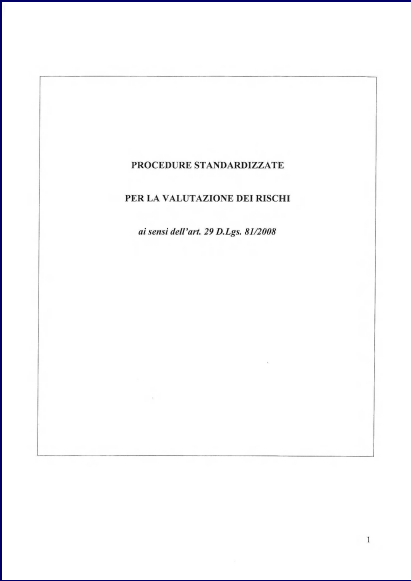 PROCEDURE STANDARDIZZATE
PER LA VALUTAZIONE DEI RISCHI
ai sensi dell'art. 29 D.Lgs. 81/2008
1